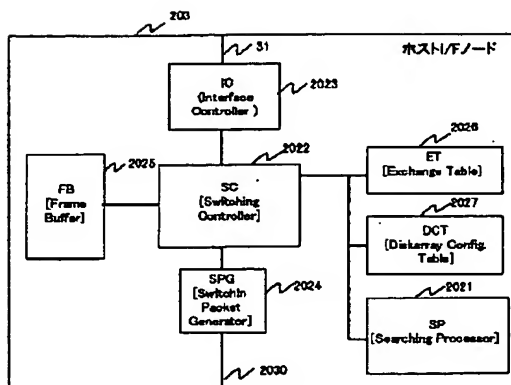 203
31
ホストI/Fノード
IC
(Interface
Controller)
2023
2026
ET
[Exchange Table]
2025
FB
[Frame
Buffer]
2022
SC
[Switching
Controller]
2027
DCT
[Diskarray Config.
Table]
SPG
[Switchin
Packet
Generator]
2024
2021
SP
[Searching Processor]
2030